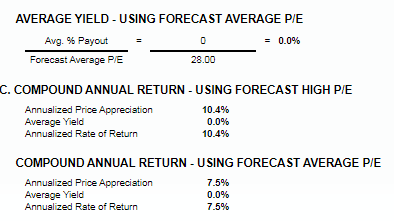 AVERAGE YIELD - USING FORECAST AVERAGE P/E
Avg. % Payout = 0 = 0.0%
Forecast Average P/E 28.00
C. COMPOUND ANNUAL RETURN - USING FORECAST HIGH P/E
Annualized Price Appreciation 10.4%
Average Yield 0.0%
Annualized Rate of Return 10.4%
COMPOUND ANNUAL RETURN - USING FORECAST AVERAGE P/E
Annualized Price Appreciation 7.5%
Average Yield 0.0%
Annualized Rate of Return 7.5%